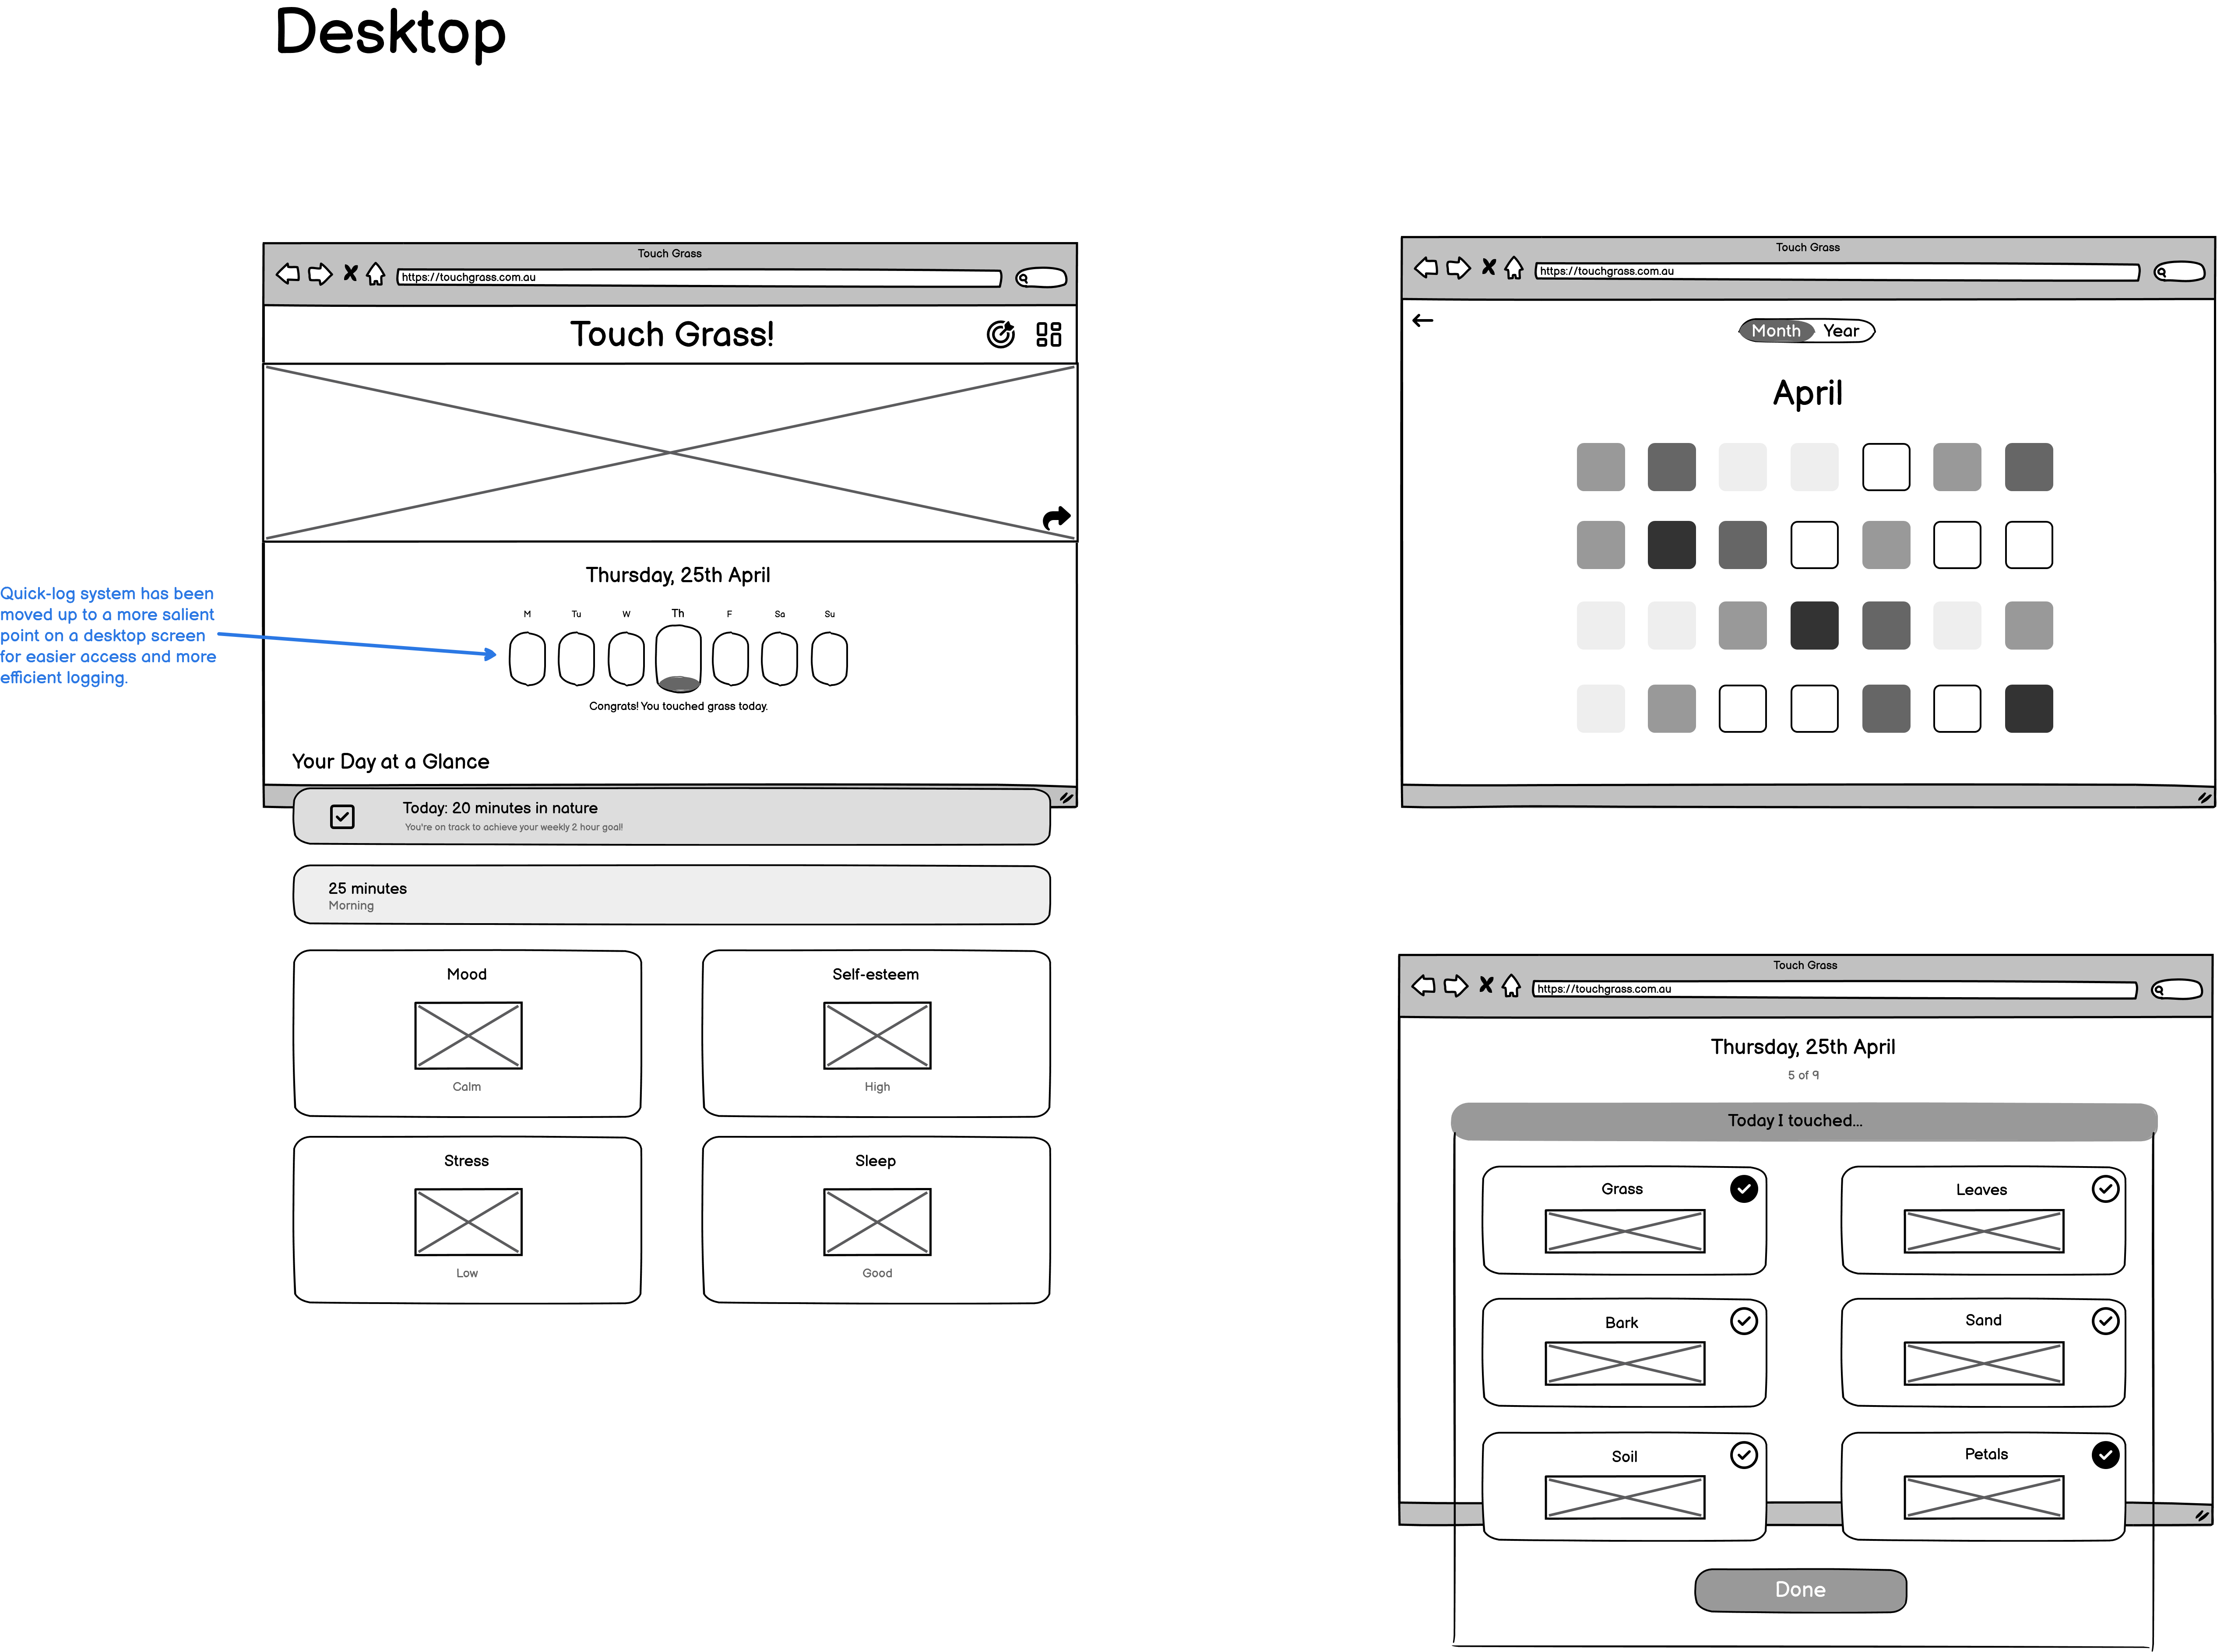 Desktop
Touch Grass
https://touchgrass.com.au
Touch Grass!
Thursday, 25th April
M Tu W Th F Sa Su
Congrats! You touched grass today.
Quick-log system has been
moved up to a more salient
point on a desktop screen
for easier access and more
efficient logging.
Your Day at a Glance
Today: 20 minutes in nature
You're on track to achieve your weekly 2 hour goal!
25 minutes
Morning
Mood
Calm
Self-esteem
High
Stress
Low
Sleep
Good
Touch Grass
https://touchgrass.com.au
Month Year
April
Touch Grass
https://touchgrass.com.au
Thursday, 25th April
5 of 9
Today I touched...
Grass
Leaves
Bark
Sand
Soil
Petals
Done